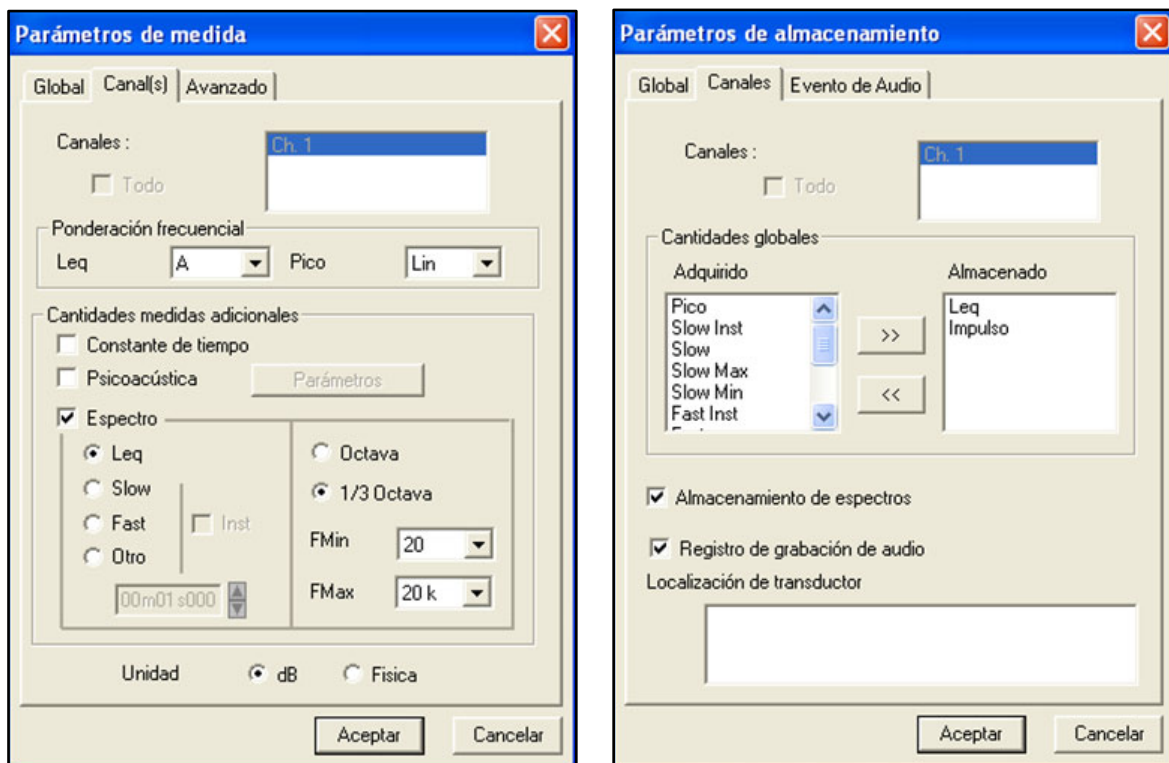 Parámetros de medida
Global Canal(s) Avanzado
Canales : Ch. 1
Todo
Ponderación frecuencial
Leq A Pico Lin
Cantidades medidas adicionales
Constante de tiempo
Psicoacústica Parámetros
Espectro
Leq Octava
Slow 1/3 Octava
Fast Inst
Otro FMin 20
00m01 s000 FMax 20 k
Unidad dB Fisica
Aceptar Cancelar
Parámetros de almacenamiento
Global Canales Evento de Audio
Canales : Ch. 1
Todo
Cantidades globales
Adquirido Almacenado
Pico Leq
Slow Inst >> Impulso
Slow
Slow Max
Slow Min <<
Fast Inst
Almacenamiento de espectros
Registro de grabación de audio
Localización de transductor
Aceptar Cancelar